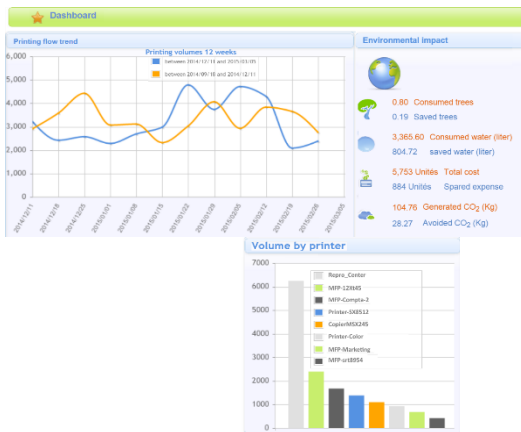 Dashboard
Printing flow trend
Printing volumes 12 weeks
between 2014/12/11 and 2015/03/05
between 2014/09/18 and 2014/12/11
6,000
5,000
4,000
3,000
2,000
1,000
0
2014/12/11
2014/12/18
2014/12/25
2015/01/01
2015/01/08
2015/01/15
2015/01/22
2015/01/29
2015/02/05
2015/02/12
2015/02/19
2015/02/26
2015/03/05
Environmental impact
0.80 Consumed trees
0.19 Saved trees
3,365.60 Consumed water (liter)
804.72 saved water (liter)
5,753 Unités Total cost
884 Unités Spared expense
104.76 Generated CO2 (Kg)
28.27 Avoided CO2 (Kg)
Volume by printer
7000
6000
5000
4000
3000
2000
1000
0
Repro_Center
MFP-129X45
MFP-Compta-2
Printer-SX8512
CopierMSX245
Printer-Color
MFP-Marketing
MFP-srt8954